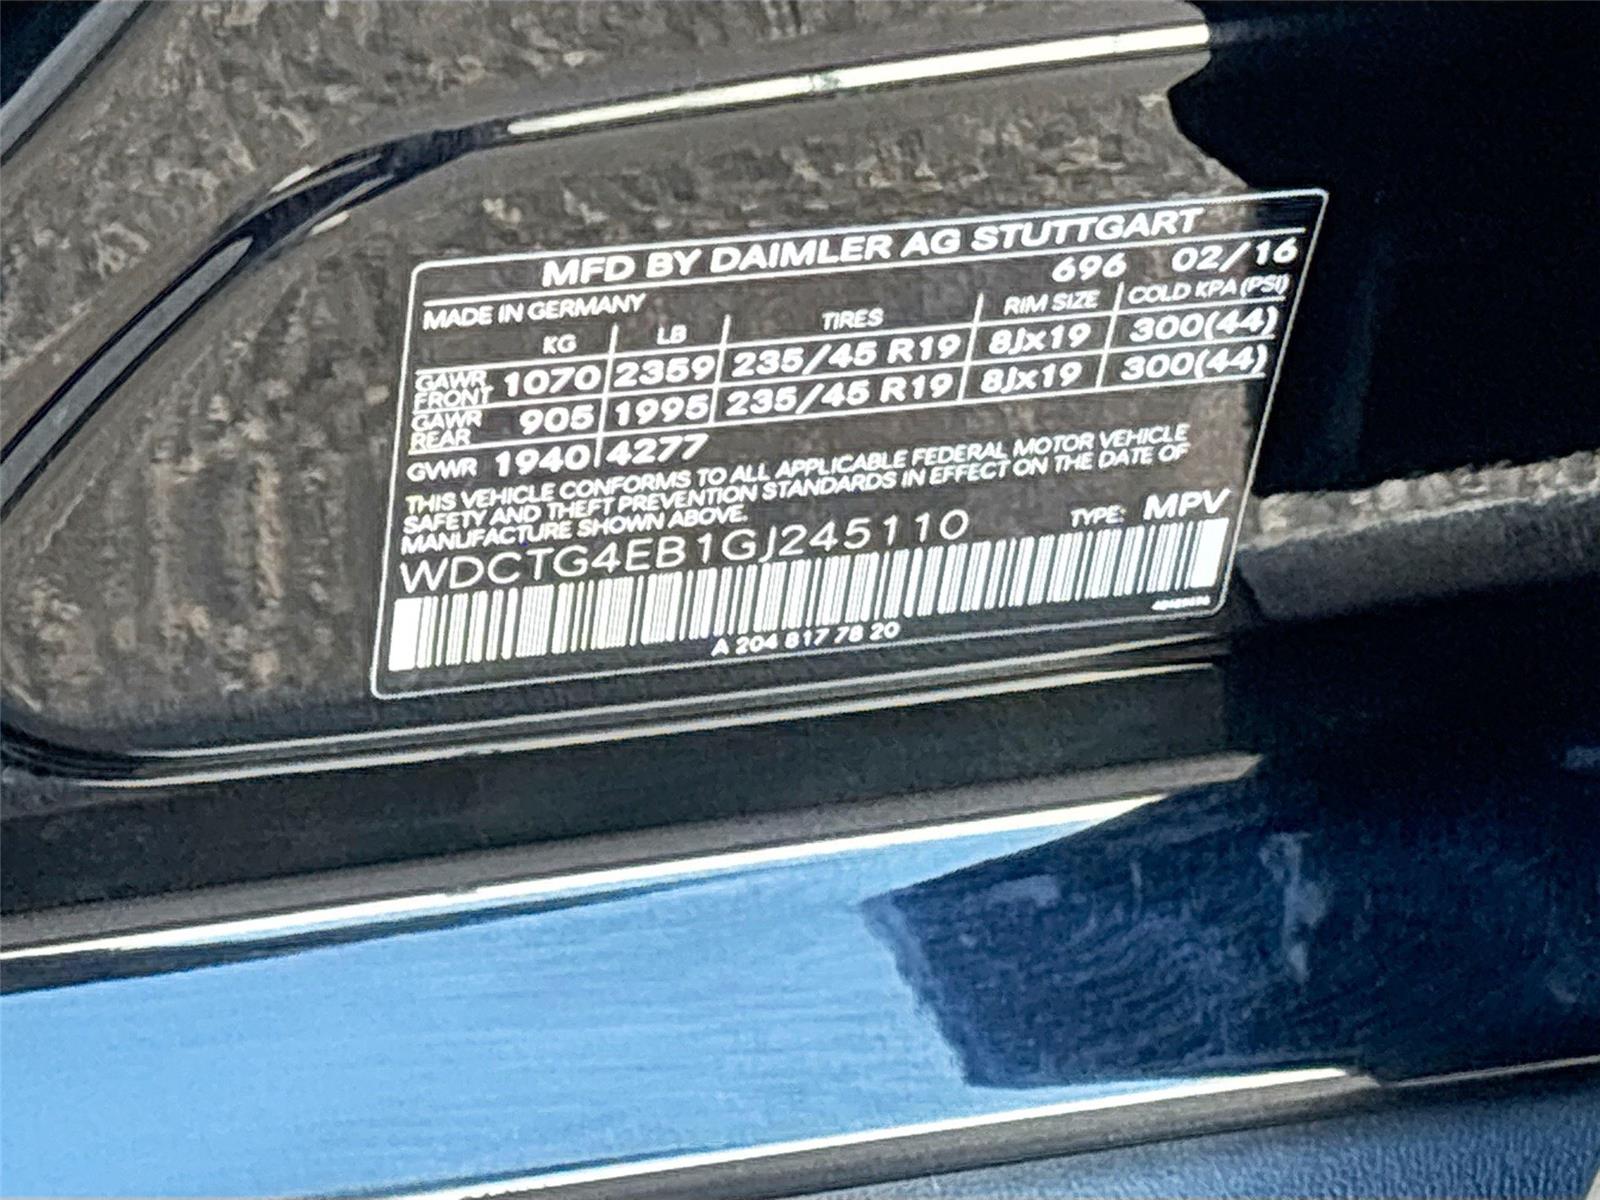 MFD BY DAIMLER AG STUTTGART
MADE IN GERMANY 696 02/16
KG LB TIRES RIM SIZE COLD KPA (PSI)
GAWR FRONT 1070 2359 235/45 R19 8Jx19 300(44)
GAWR REAR 905 1995 235/45 R19 8Jx19 300(44)
GVWR 1940 4277
THIS VEHICLE CONFORMS TO ALL APPLICABLE FEDERAL MOTOR VEHICLE
SAFETY AND THEFT PREVENTION STANDARDS IN EFFECT ON THE DATE OF
MANUFACTURE SHOWN ABOVE.
WDCTG4EB1GJ245110 TYPE: MPV
A 204 817 78 20